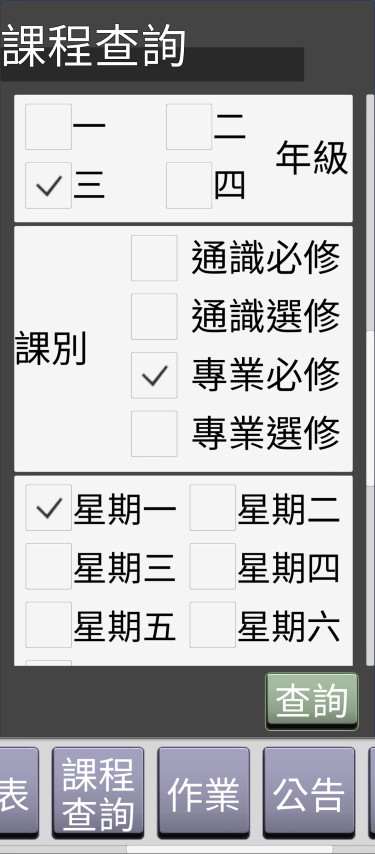 課程查詢
一 二
年級
三 四
通識必修
通識選修
課別
專業必修
專業選修
星期一 星期二
星期三 星期四
星期五 星期六
查詢
表
課程
查詢
作業
公告